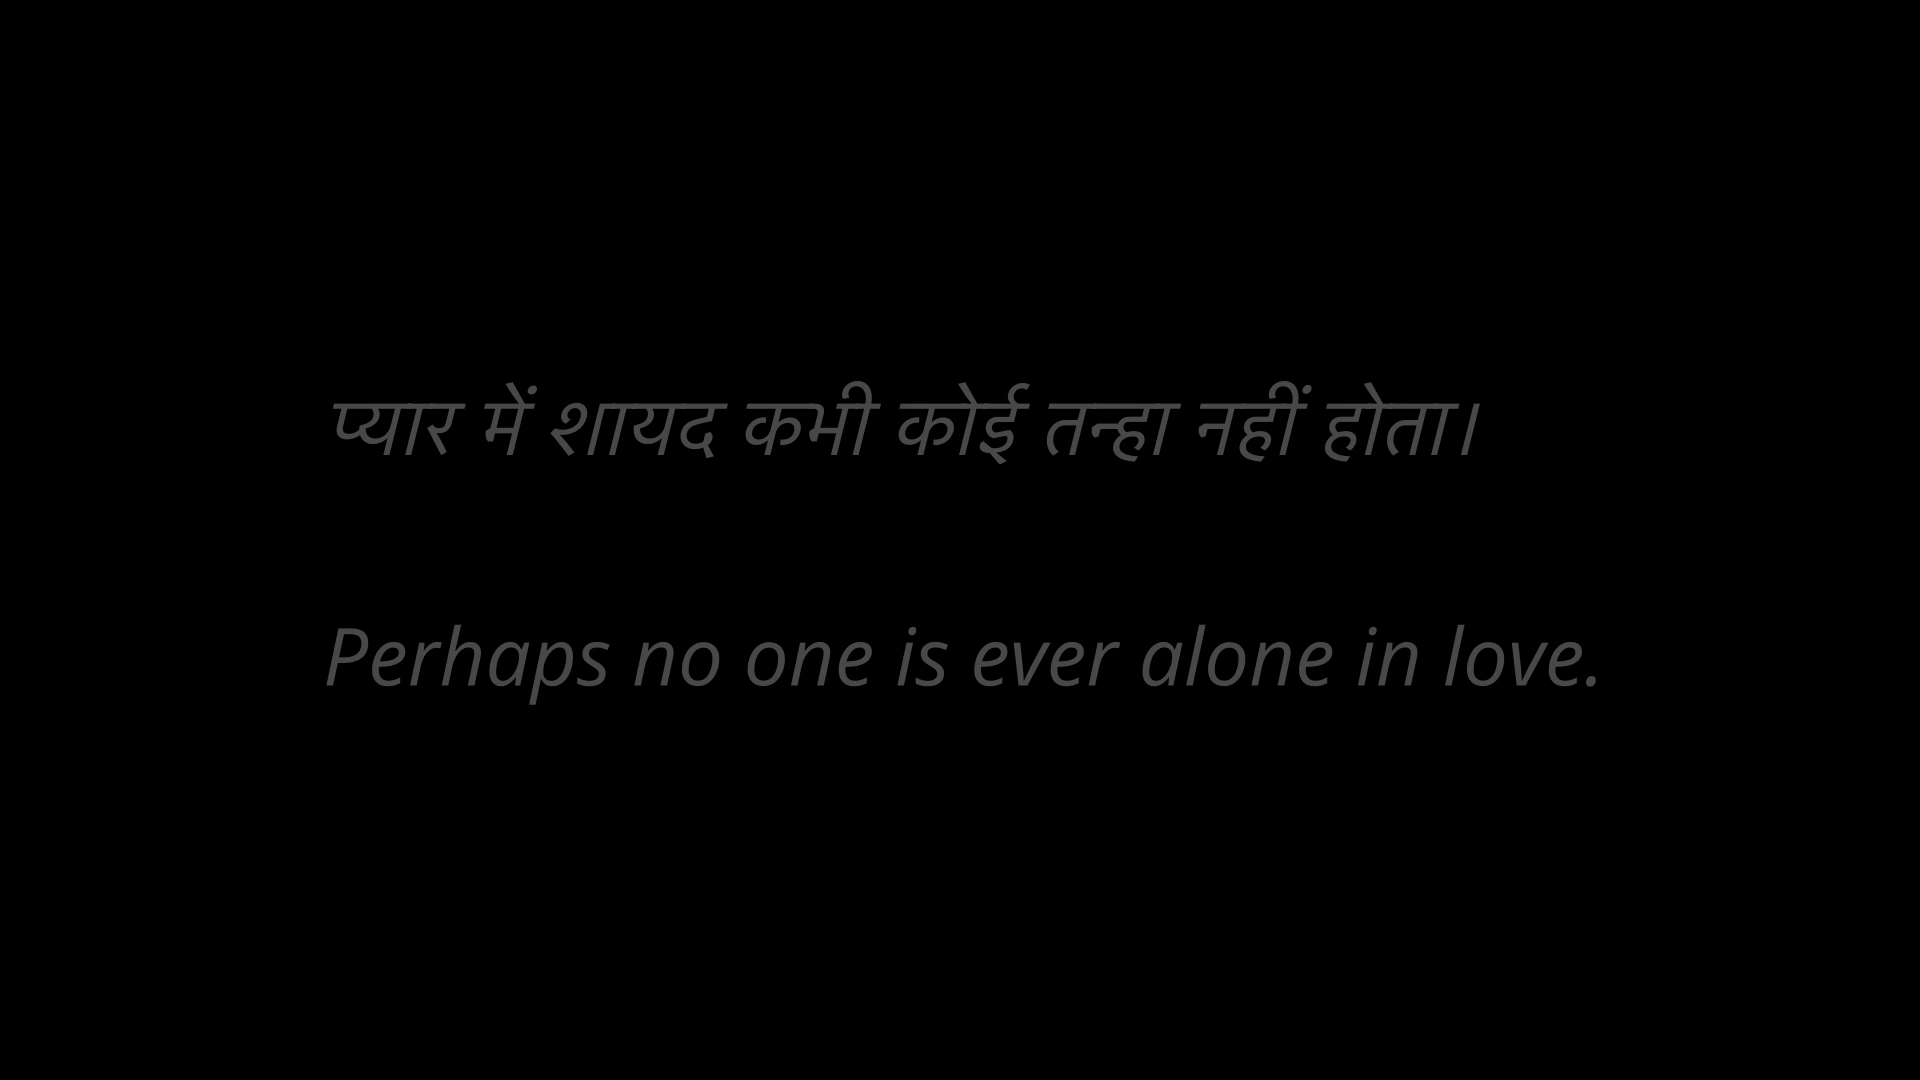 प्यार में शायद कभी कोई तन्हा नहीं होता।
Perhaps no one is ever alone in love.